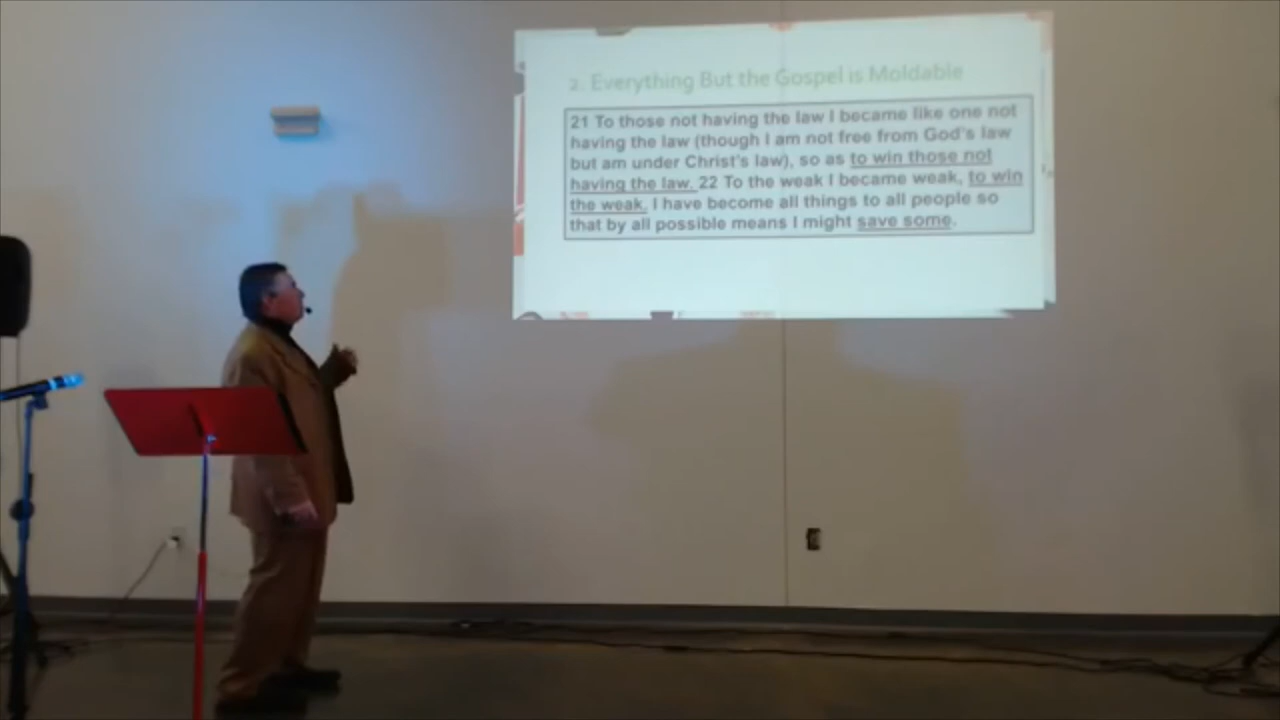 2. Everything But the Gospel is Moldable
21 To those not having the law I became like one not
having the law (though I am not free from God's law
but am under Christ's law), so as to win those not
having the law. 22 To the weak I became weak, to win
the weak. I have become all things to all people so
that by all possible means I might save some.